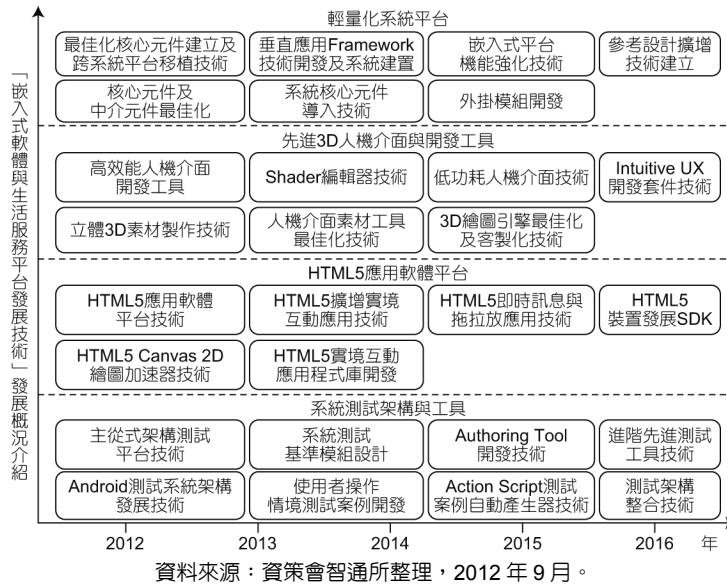 輕量化系統平台
最佳化核心元件建立及
跨系統平台移植技術
垂直應用Framework
技術開發及系統建置
嵌入式平台
機能強化技術
參考設計擴增
技術建立
核心元件及
中介元件最佳化
系統核心元件
導入技術
外掛模組開發
先進3D人機介面與開發工具
高效能人機介面
開發工具
Shader編輯器技術
低功耗人機介面技術
Intuitive UX
開發套件技術
立體3D素材製作技術
人機介面素材工具
最佳化技術
3D繪圖引擎最佳化
及客製化技術
HTML5應用軟體平台
HTML5應用軟體
平台技術
HTML5擴增實境
互動應用技術
HTML5即時訊息與
拖拉放應用技術
HTML5
裝置發展SDK
HTML5 Canvas 2D
繪圖加速器技術
HTML5實境互動
應用程式庫開發
系統測試架構與工具
主從式架構測試
平台技術
系統測試
基準模組設計
Authoring Tool
開發技術
進階先進測試
工具技術
Android測試系統架構
發展技術
使用者操作
情境測試案例開發
Action Script測試
案例自動產生器技術
測試架構
整合技術
「嵌入式軟體與生活服務平台發展技術」發展概況介紹
2012 2013 2014 2015 2016 年
資料來源：資策會智通所整理，2012 年 9 月。